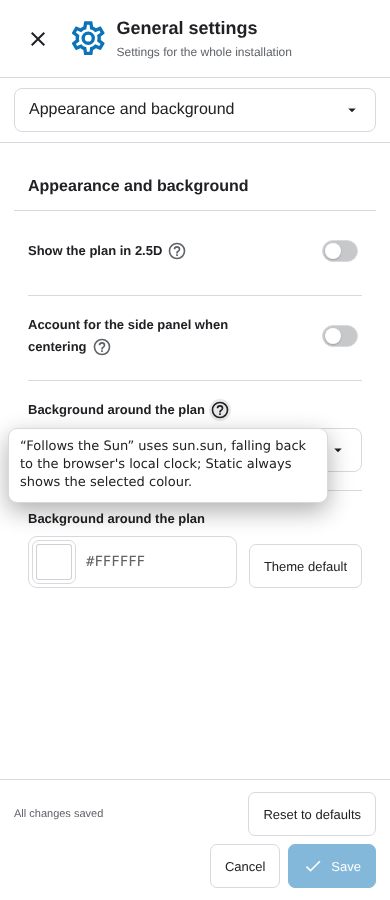 General settings
Settings for the whole installation
Appearance and background
Appearance and background
Show the plan in 2.5D
Account for the side panel when
centering
Background around the plan
“Follows the Sun” uses sun.sun, falling back
to the browser's local clock; Static always
shows the selected colour.
Background around the plan
#FFFFFF
Theme default
All changes saved
Reset to defaults
Cancel
Save